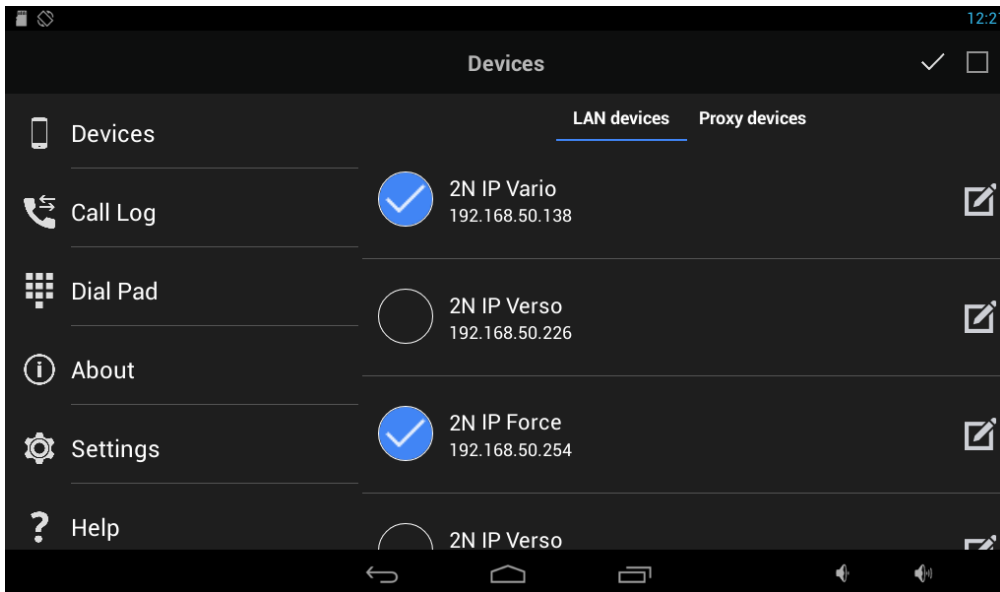 12:2
Devices
LAN devices
Proxy devices
Devices
Call Log
Dial Pad
About
Settings
Help
2N IP Vario
192.168.50.138
2N IP Verso
192.168.50.226
2N IP Force
192.168.50.254
2N IP Verso